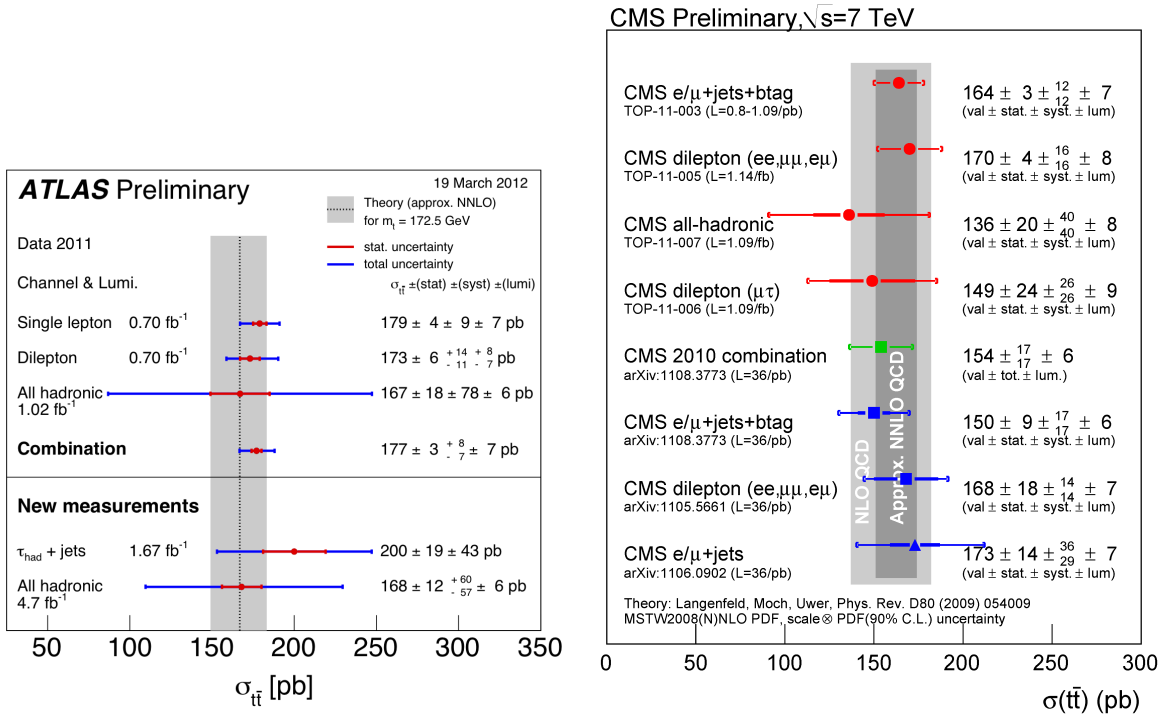 ATLAS Preliminary
19 March 2012
Theory (approx. NNLO)
for mt = 172.5 GeV
stat. uncertainty
total uncertainty
σtt̄ ±(stat) ±(syst) ±(lumi)
Data 2011
Channel & Lumi.
Single lepton 0.70 fb⁻¹ 179 ± 4 ± 9 ± 7 pb
Dilepton 0.70 fb⁻¹ 173 ± 6 +14 -11 +8 -7 pb
All hadronic 167 ± 18 ± 78 ± 6 pb
1.02 fb⁻¹
Combination 177 ± 3 +8 -7 ± 7 pb
New measurements
τhad + jets 1.67 fb⁻¹ 200 ± 19 ± 43 pb
All hadronic 168 ± 12 +60 -57 ± 6 pb
4.7 fb⁻¹
50 100 150 200 250 300 350
σtt̄ [pb]
CMS Preliminary,√s=7 TeV
CMS e/μ+jets+btag 164 ± 3 ± 12 12 ± 7
TOP-11-003 (L=0.8-1.09/pb) (val ± stat. ± syst. ± lum)
CMS dilepton (ee,μμ,eμ) 170 ± 4 ± 16 16 ± 8
TOP-11-005 (L=1.14/fb) (val ± stat. ± syst. ± lum)
CMS all-hadronic 136 ± 20 ± 40 40 ± 8
TOP-11-007 (L=1.09/fb) (val ± stat. ± syst. ± lum)
CMS dilepton (μτ) 149 ± 24 ± 26 26 ± 9
TOP-11-006 (L=1.09/fb) (val ± stat. ± syst. ± lum)
CMS 2010 combination 154 ± 17 17 ± 6
arXiv:1108.3773 (L=36/pb) (val ± tot. ± lum.)
CMS e/μ+jets+btag 150 ± 9 ± 17 17 ± 6
arXiv:1108.3773 (L=36/pb) (val ± stat. ± syst. ± lum)
CMS dilepton (ee,μμ,eμ) 168 ± 18 ± 14 14 ± 7
arXiv:1105.5661 (L=36/pb) (val ± stat. ± syst. ± lum)
CMS e/μ+jets 173 ± 14 ± 36 29 ± 7
arXiv:1106.0902 (L=36/pb) (val ± stat. ± syst. ± lum)
NLO QCD
Approx. NNLO QCD
Theory: Langenfeld, Moch, Uwer, Phys. Rev. D80 (2009) 054009
MSTW2008(N)NLO PDF, scale⊗ PDF(90% C.L.) uncertainty
0 50 100 150 200 250 300
σ(tt̄) (pb)